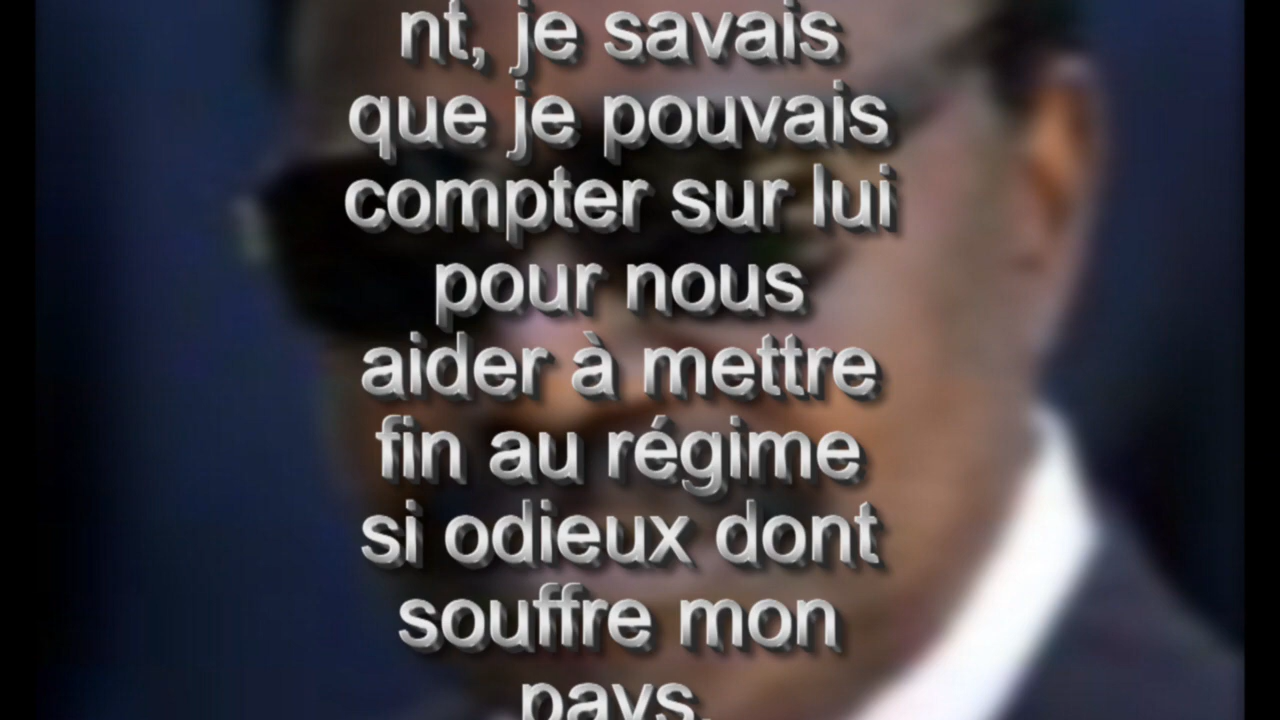 nt, je savais
que je pouvais
compter sur lui
pour nous
aider à mettre
fin au régime
si odieux dont
souffre mon
pays.